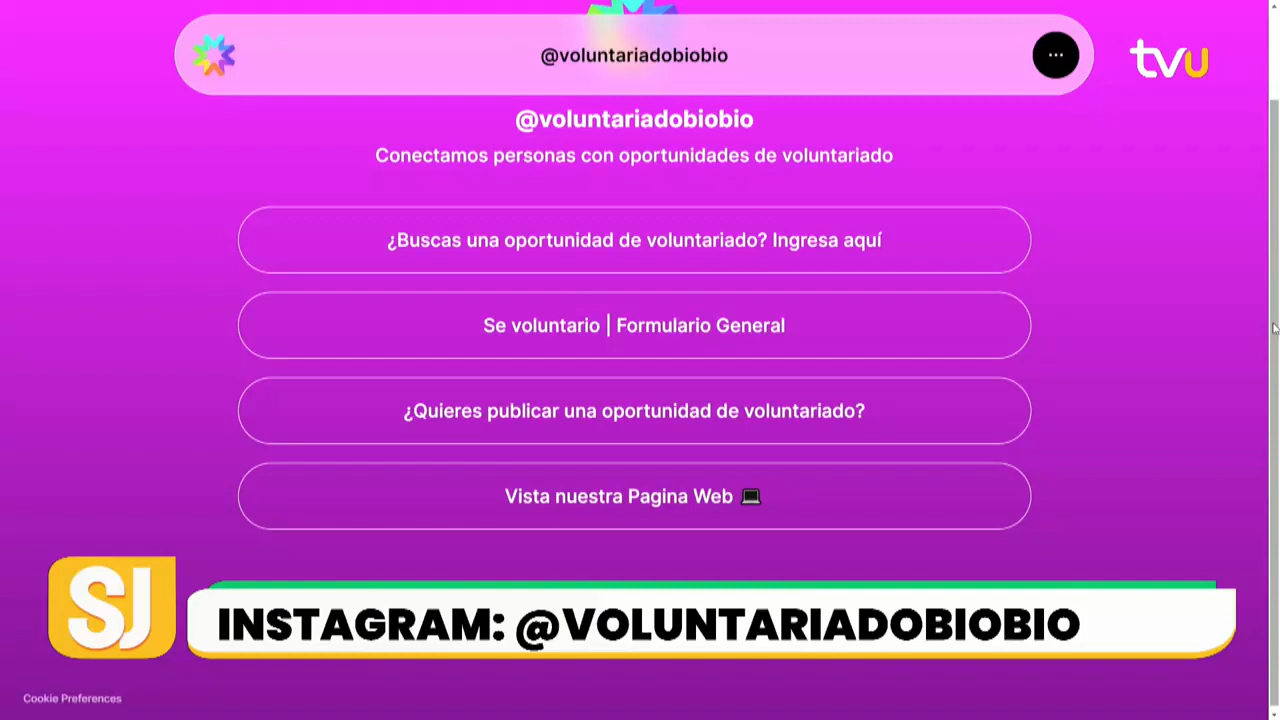 @voluntariadobiobio
...
tvu
@voluntariadobiobio
Conectamos personas con oportunidades de voluntariado
¿Buscas una oportunidad de voluntariado? Ingresa aquí
Se voluntario | Formulario General
¿Quieres publicar una oportunidad de voluntariado?
Vista nuestra Pagina Web 💻
SJ
INSTAGRAM: @VOLUNTARIADOBIOBIO
Cookie Preferences